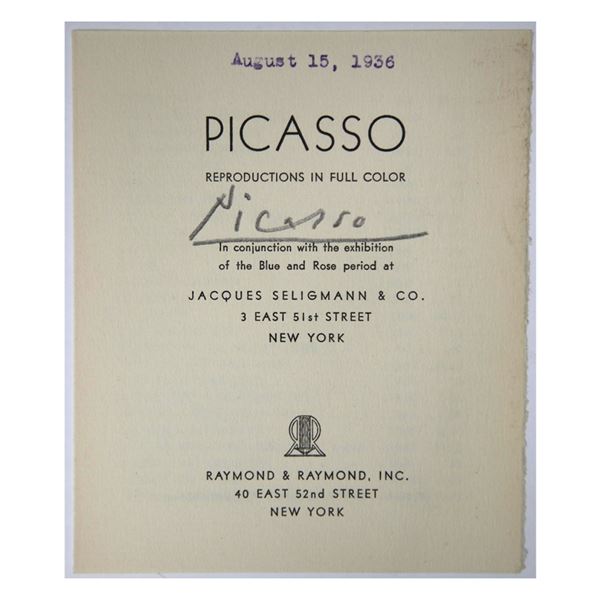 August 15, 1936
PICASSO
REPRODUCTIONS IN FULL COLOR
Picasso
In conjunction with the exhibition
of the Blue and Rose period at
JACQUES SELIGMANN & CO.
3 EAST 51st STREET
NEW YORK
RAYMOND & RAYMOND, INC.
40 EAST 52nd STREET
NEW YORK